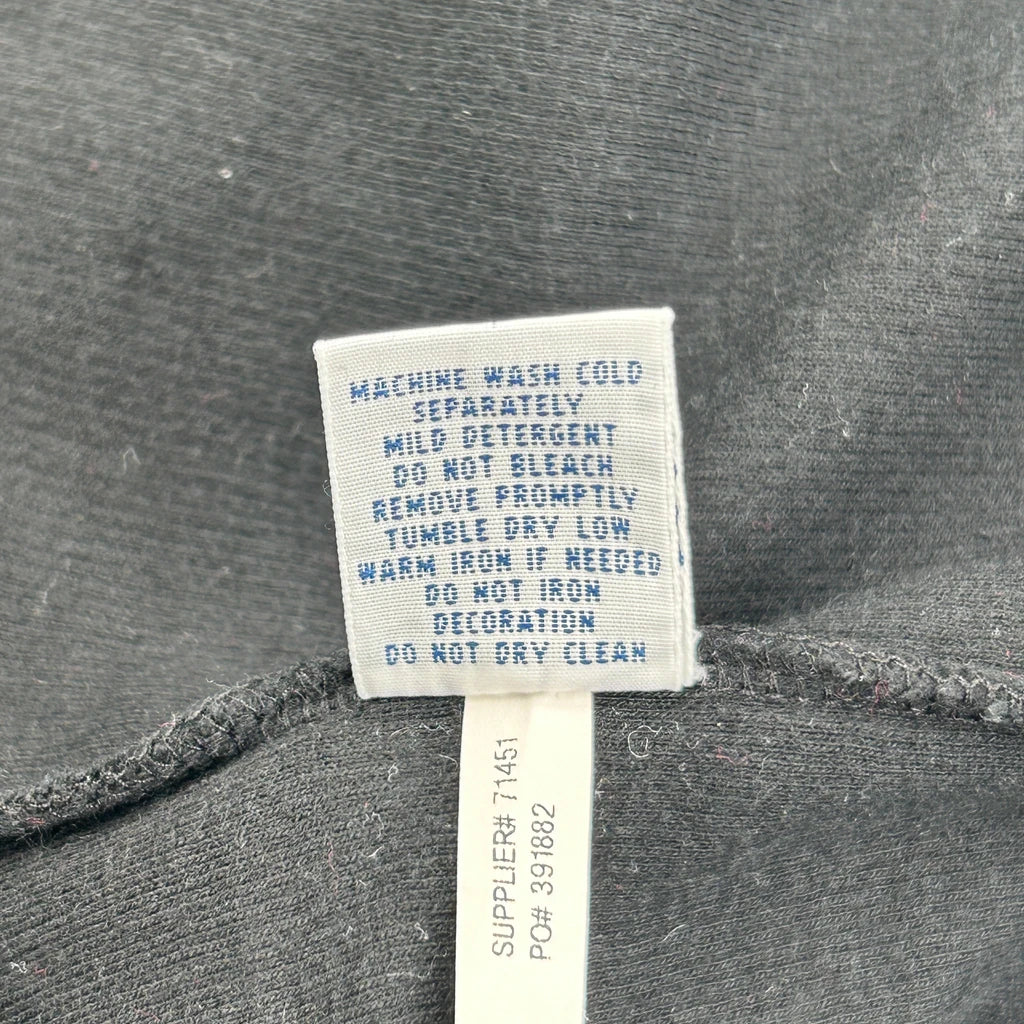 MACHINE WASH COLD
SEPARATELY
MILD DETERGENT
DO NOT BLEACH
REMOVE PROMPTLY
TUMBLE DRY LOW
WARM IRON IF NEEDED
DO NOT IRON
DECORATION
DO NOT DRY CLEAN
SUPPLIER# 71451
PO# 391882